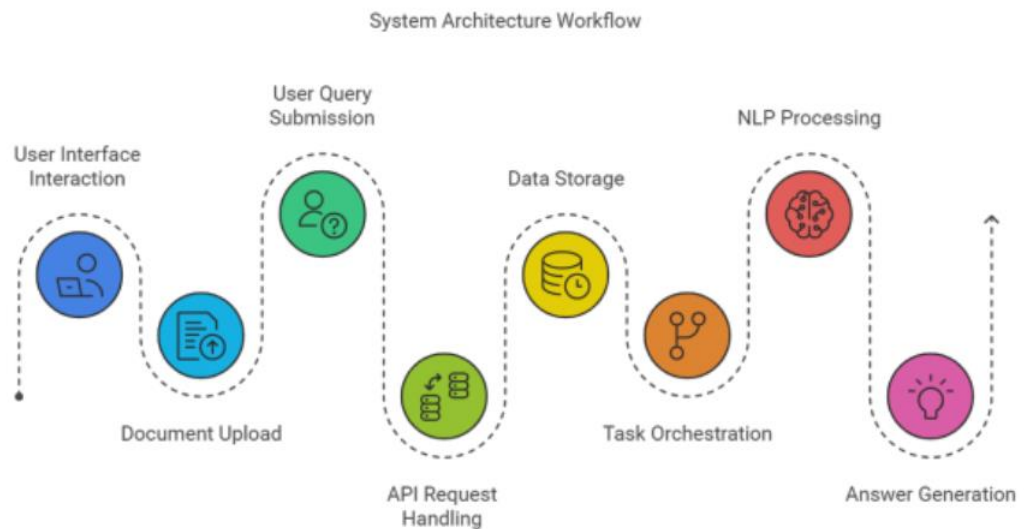 System Architecture Workflow
User Interface
Interaction
Document Upload
User Query
Submission
API Request
Handling
Data Storage
Task Orchestration
NLP Processing
Answer Generation